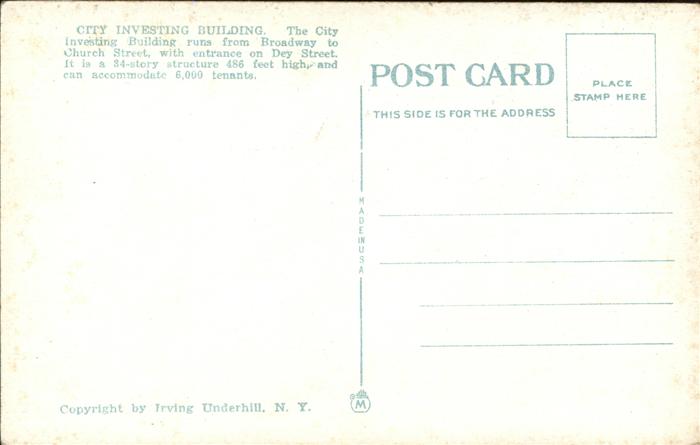 CITY INVESTING BUILDING. The City
Investing Building runs from Broadway to
Church Street, with entrance on Dey Street.
It is a 34-story structure 486 feet high, and
can accommodate 6,000 tenants.
POST CARD
THIS SIDE IS FOR THE ADDRESS
PLACE
STAMP HERE
MADE IN USA
M
Copyright by Irving Underhill, N. Y.